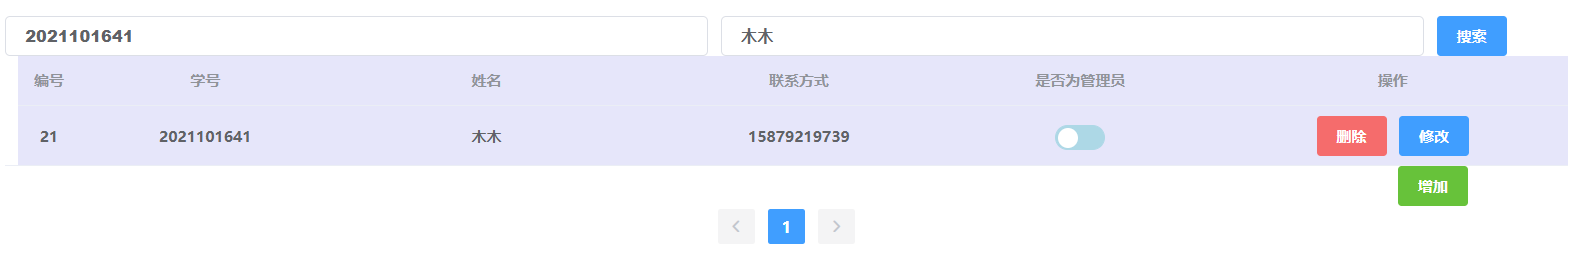 2021101641 木木 搜索
编号 学号 姓名 联系方式 是否为管理员 操作
21 2021101641 木木 15879219739 删除 修改
增加
1